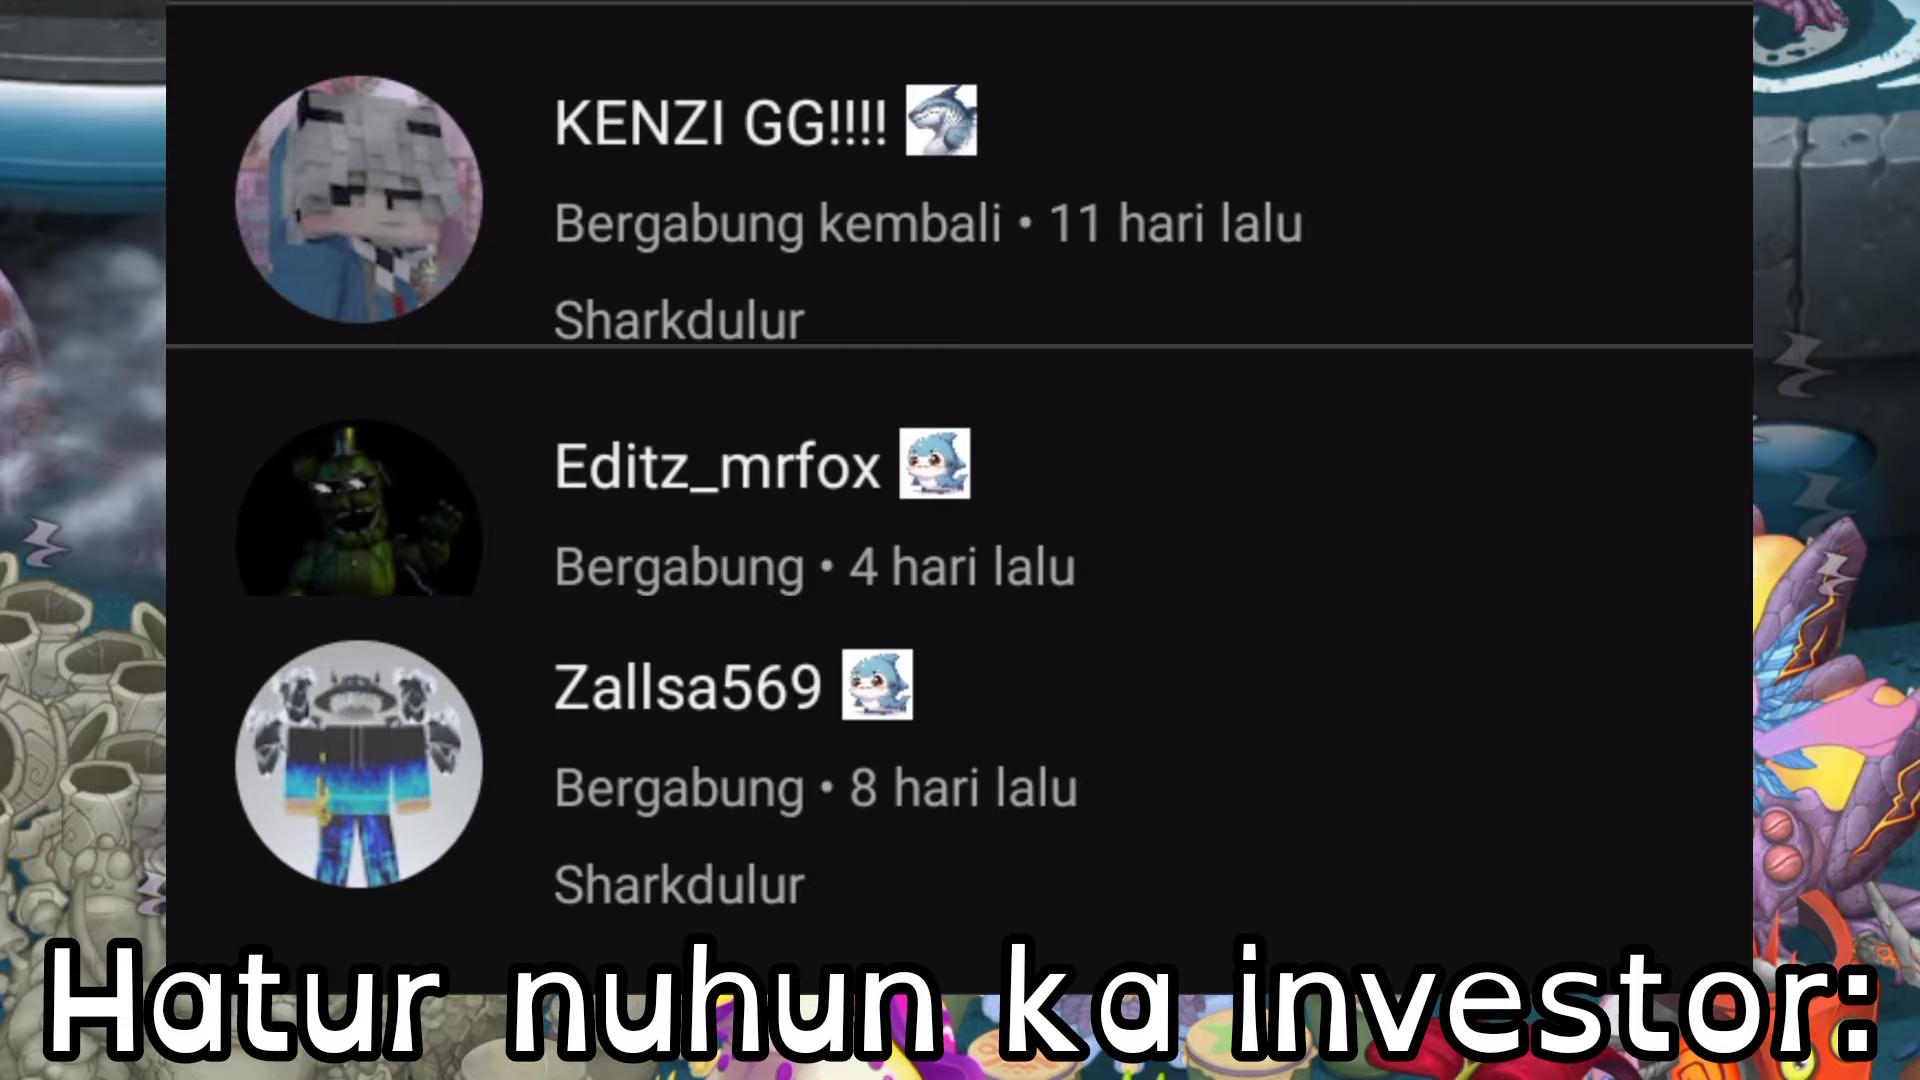 KENZI GG!!!!
Bergabung kembali • 11 hari lalu
Sharkdulur
Editz_mrfox
Bergabung • 4 hari lalu
Zallsa569
Bergabung • 8 hari lalu
Sharkdulur
Hatur nuhun ka investor: